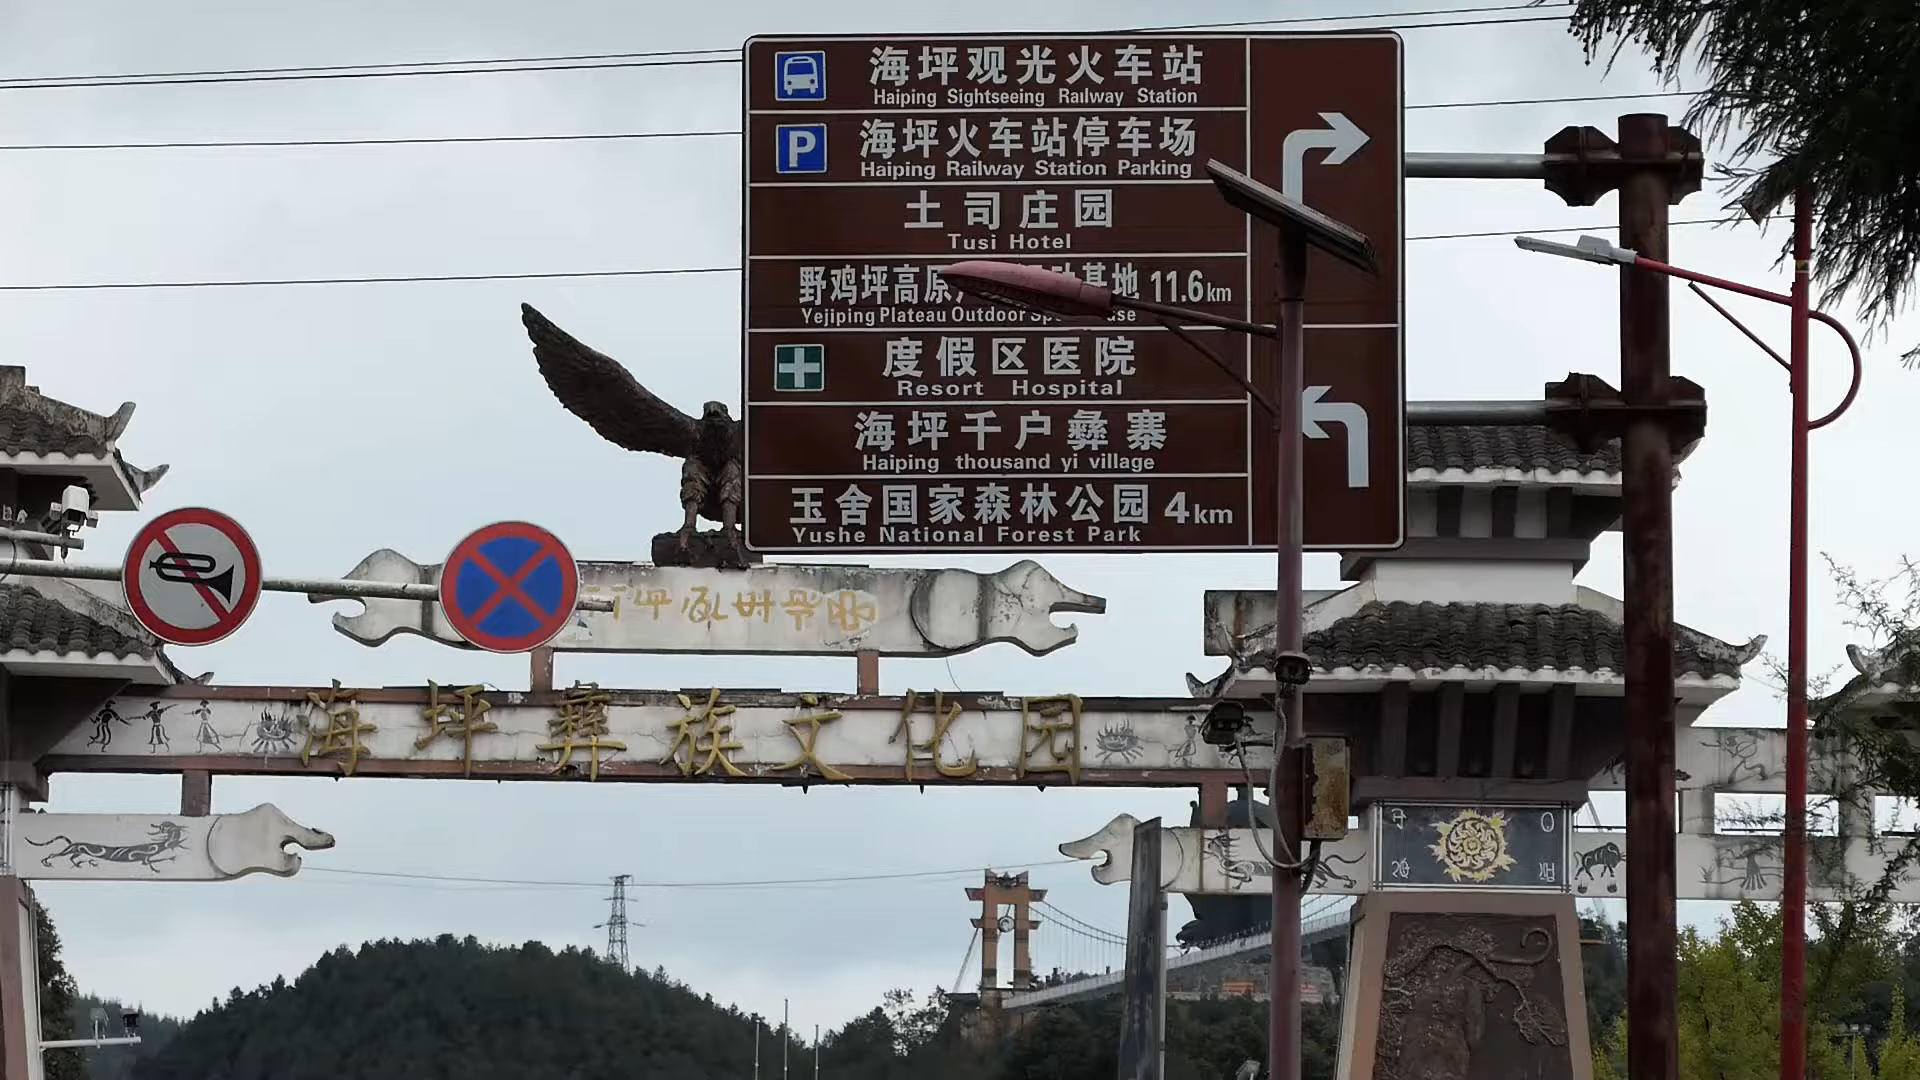 海坪观光火车站
Haiping Sightseeing Railway Station
P
海坪火车站停车场
Haiping Railway Station Parking
土司庄园
Tusi Hotel
野鸡坪高原 基地 11.6km
Yejiping Plateau Outdoor
度假区医院
Resort Hospital
海坪千户彝寨
Haiping thousand yi village
玉舍国家森林公园 4km
Yushe National Forest Park
海坪彝族文化园